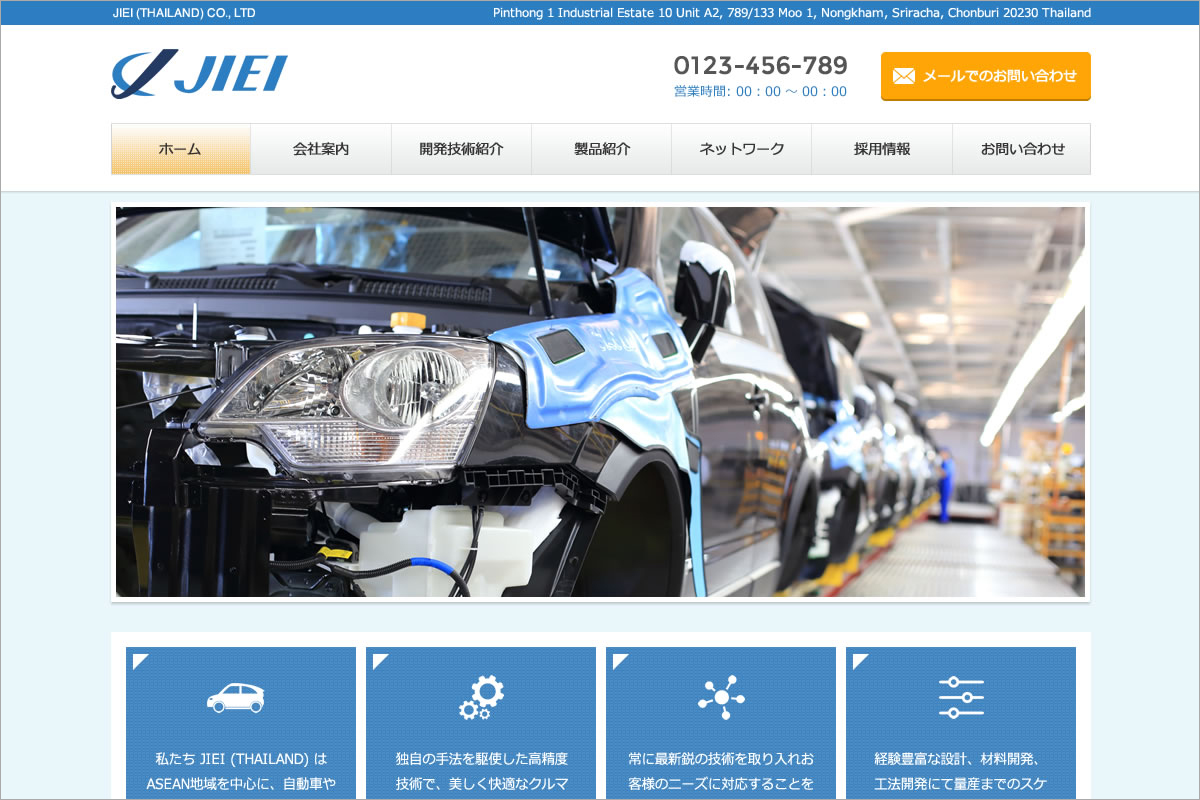 JIEI (THAILAND) CO., LTD
Pinthong 1 Industrial Estate 10 Unit A2, 789/133 Moo 1, Nongkham, Sriracha, Chonburi 20230 Thailand
JIEI
0123-456-789
営業時間: 00：00 ～ 00：00
メールでのお問い合わせ
ホーム
会社案内
開発技術紹介
製品紹介
ネットワーク
採用情報
お問い合わせ
私たち JIEI (THAILAND) は
ASEAN地域を中心に、自動車や
独自の手法を駆使した高精度
技術で、美しく快適なクルマ
常に最新鋭の技術を取り入れお
客様のニーズに対応することを
経験豊富な設計、材料開発、
工法開発にて量産までのスケ